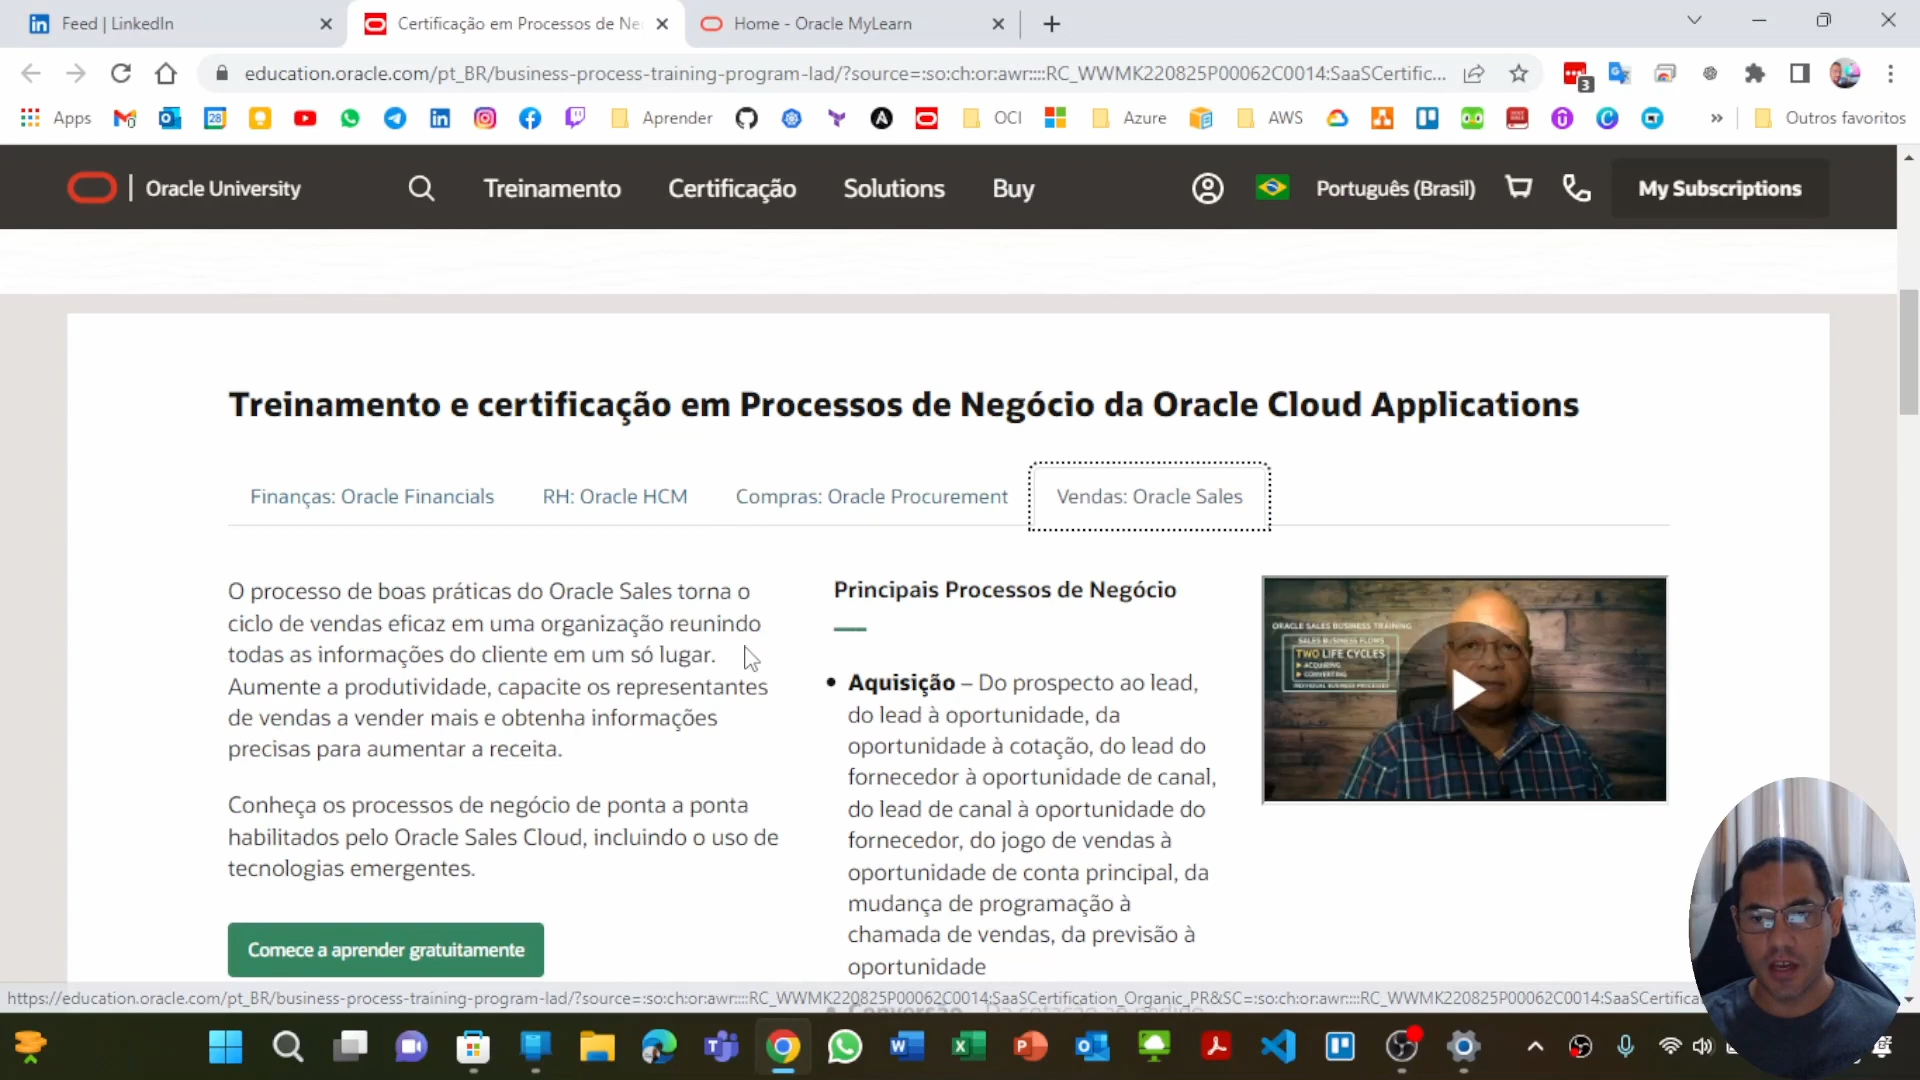 Feed | LinkedIn
Certificação em Processos de Ne
Home - Oracle MyLearn
education.oracle.com/pt_BR/business-process-training-program-lad/?source=:so:ch:or:awr::::RC_WWMK220825P00062C0014:SaaSCertific...
3
Apps
28
Aprender
OCI
Azure
AWS
»
Outros favoritos
Oracle University
Treinamento
Certificação
Solutions
Buy
Português (Brasil)
My Subscriptions
Treinamento e certificação em Processos de Negócio da Oracle Cloud Applications
Finanças: Oracle Financials
RH: Oracle HCM
Compras: Oracle Procurement
Vendas: Oracle Sales
O processo de boas práticas do Oracle Sales torna o
ciclo de vendas eficaz em uma organização reunindo
todas as informações do cliente em um só lugar.
Aumente a produtividade, capacite os representantes
de vendas a vender mais e obtenha informações
precisas para aumentar a receita.
Conheça os processos de negócio de ponta a ponta
habilitados pelo Oracle Sales Cloud, incluindo o uso de
tecnologias emergentes.
Comece a aprender gratuitamente
Principais Processos de Negócio
• Aquisição – Do prospecto ao lead,
do lead à oportunidade, da
oportunidade à cotação, do lead do
fornecedor à oportunidade de canal,
do lead de canal à oportunidade do
fornecedor, do jogo de vendas à
oportunidade de conta principal, da
mudança de programação à
chamada de vendas, da previsão à
oportunidade
ORACLE SALES BUSINESS TRAINING
SALES BUSINESS FLOWS
TWO LIFE CYCLES
ACQUIRING
CONVERTING
INDIVIDUAL BUSINESS PROCESSES
https://education.oracle.com/pt_BR/business-process-training-program-lad/?source=:so:ch:or:awr::::RC_WWMK220825P00062C0014:SaaSCertification_Organic_PR&SC=:so:ch:or:awr::::RC_WWMK220825P00062C0014:SaaSCertifica